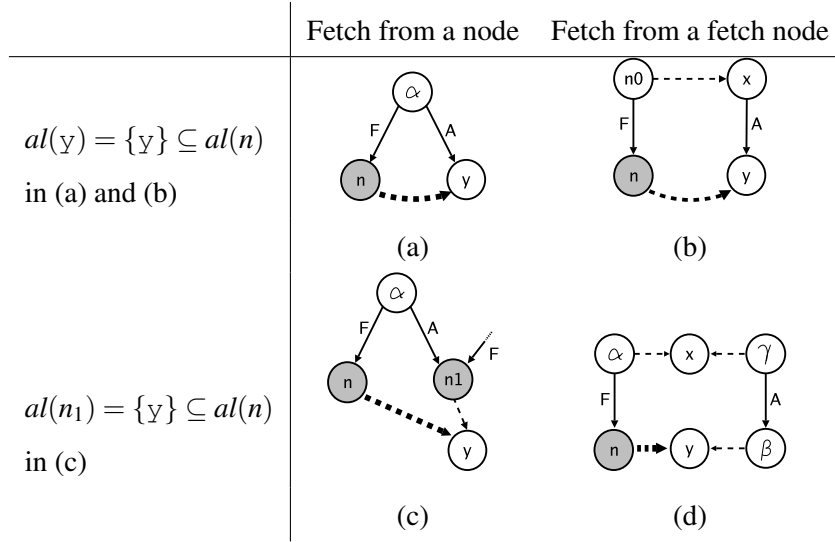 Fetch from a node Fetch from a fetch node
al(y) = {y} ⊆ al(n)
in (a) and (b)
α
F A
n y
(a)
n0 x
F A
n y
(b)
al(n₁) = {y} ⊆ al(n)
in (c)
α
F A F
n n1
y
(c)
α x γ
F A
n y β
(d)